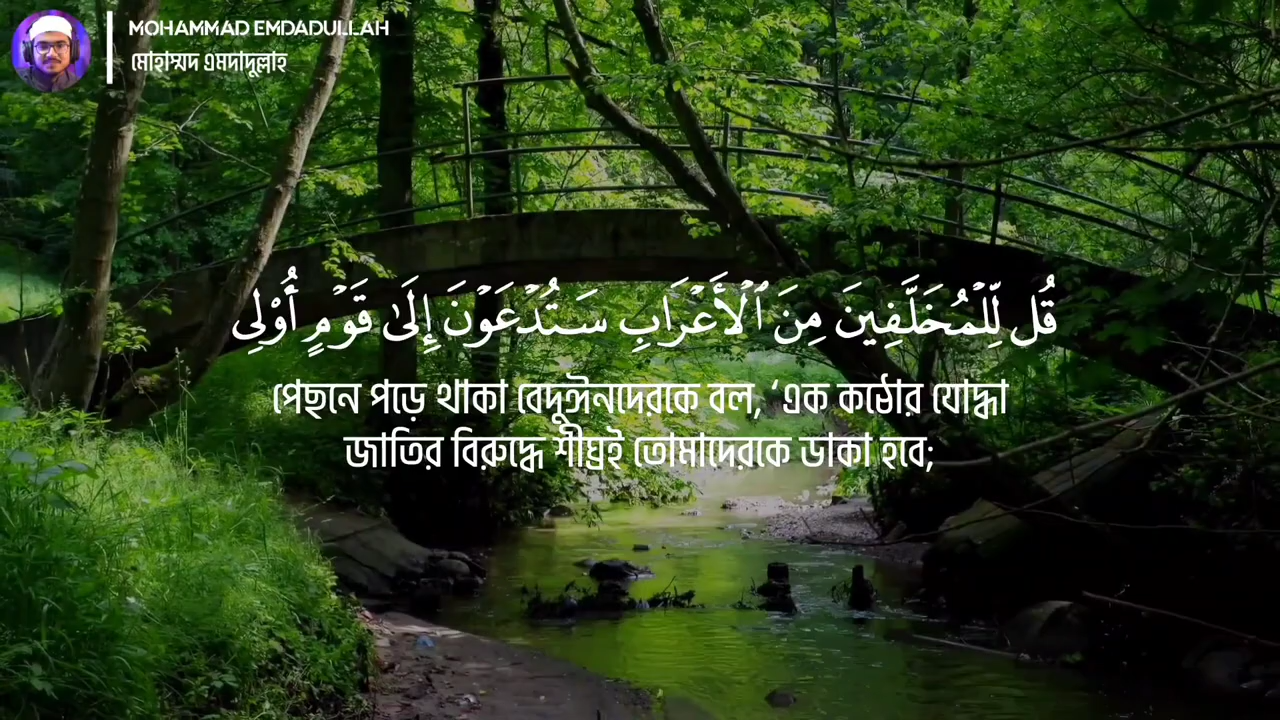 MOHAMMAD EMDADULLAH
মোহাম্মদ এমদাদুল্লাহ
قُل لِّلْمُخَلَّفِينَ مِنَ ٱلْأَعْرَابِ سَتُدْعَوْنَ إِلَىٰ قَوْمٍ أُو۟لِى
পেছনে পড়ে থাকা বেদুঈনদেরকে বল, ‘এক কঠোর যোদ্ধা
জাতির বিরুদ্ধে শীঘ্রই তোমাদেরকে ডাকা হবে;